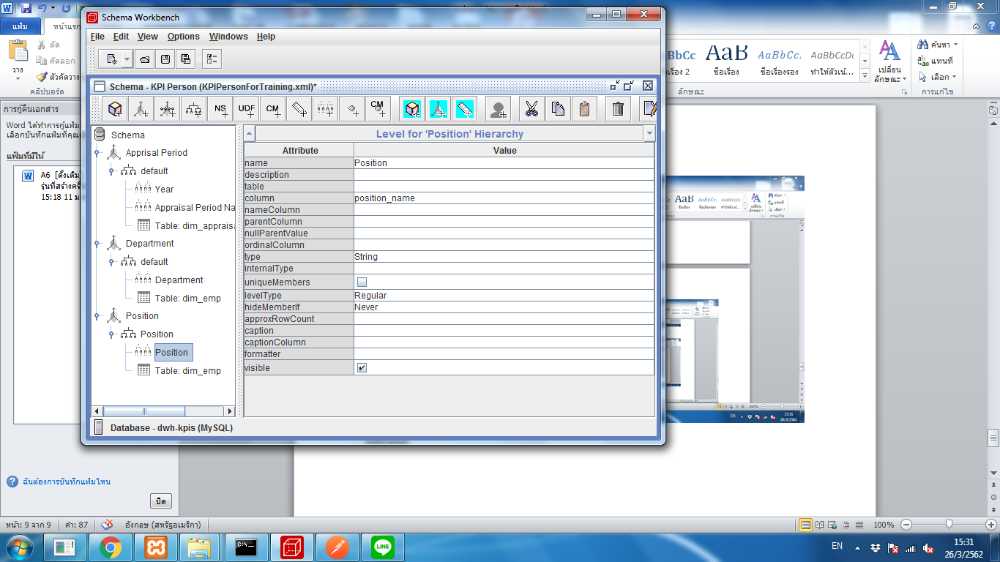 Schema Workbench
File Edit View Options Windows Help
Schema - KPI Person (KPIPersonForTraining.xml)*
NS UDF CM CM
Schema
Apprisal Period
default
Year
Appraisal Period Na
Table: dim_apprais
Department
default
Department
Table: dim_emp
Position
Position
Position
Table: dim_emp
Level for 'Position' Hierarchy
Attribute Value
name Position
description
table
column position_name
nameColumn
parentColumn
nullParentValue
ordinalColumn
type String
internalType
uniqueMembers
levelType Regular
hideMemberIf Never
approxRowCount
caption
captionColumn
formatter
visible
Database - dwh-kpis (MySQL)
แฟ้ม หน้าแรก
ตัด
คัดลอก
วาง
ตัวคัดวาง
คลิปบอร์ด
การกู้คืนเอกสาร
Word ได้ทำการกู้แฟ้ม
เลือกบันทึกแฟ้มที่คุณ
แฟ้มที่มีให้
A6 [ดั้งเดิม]
รุ่นที่สร้างครั้
15:18 11 ม
ฉันต้องการบันทึกแฟ้มไหน
ปิด
BbCc AaB AaBbCc. AaBbCcDc
เรื่อง 2 ชื่อเรื่อง ชื่อเรื่องรอง ทำให้ตัวเน้...
เปลี่ยน
ลักษณะ
ลักษณะ
ค้นหา
แทนที่
เลือก
การแก้ไข
EN 15:31
26/3/2562
หน้า: 9 จาก 9 คำ: 87 อังกฤษ (สหรัฐอเมริกา) 100%
C:\
LINE
EN 15:31
26/3/2562